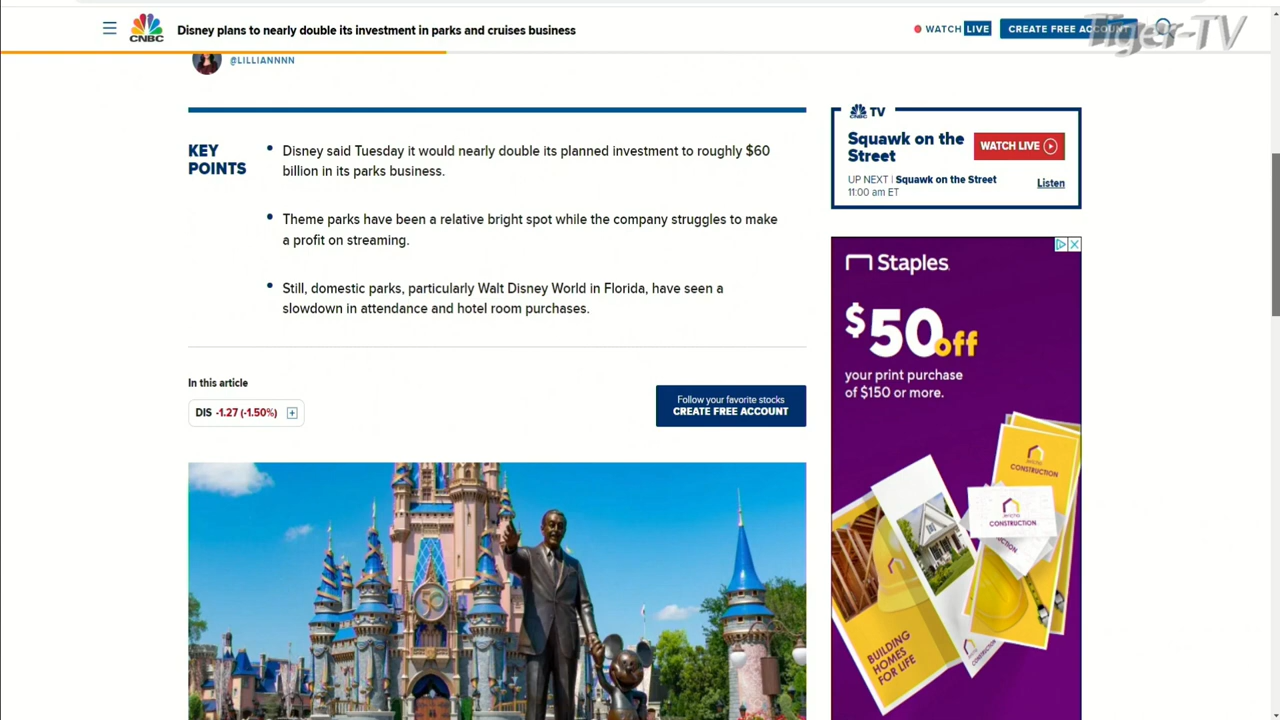 CNBC
Disney plans to nearly double its investment in parks and cruises business
WATCH LIVE
CREATE FREE ACCOUNT
Tiger-TV
@LILLIANNNN
KEY POINTS
Disney said Tuesday it would nearly double its planned investment to roughly $60
billion in its parks business.
Theme parks have been a relative bright spot while the company struggles to make
a profit on streaming.
Still, domestic parks, particularly Walt Disney World in Florida, have seen a
slowdown in attendance and hotel room purchases.
In this article
DIS -1.27 (-1.50%)
Follow your favorite stocks
CREATE FREE ACCOUNT
50
CNBC TV
Squawk on the
Street
WATCH LIVE
UP NEXT | Squawk on the Street
11:00 am ET
Listen
Staples
$50 off
your print purchase
of $150 or more.
CONSTRUCTION
CONSTRUCTION
BUILDING
HOMES
FOR LIFE